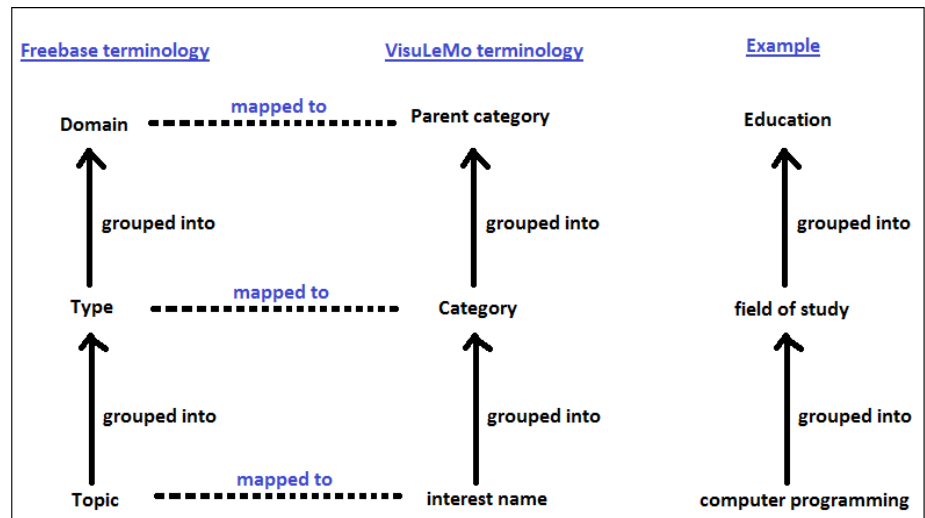 Freebase terminology VisuLeMo terminology Example
mapped to
Domain Parent category Education
grouped into grouped into grouped into
mapped to
Type Category field of study
grouped into grouped into grouped into
mapped to
Topic interest name computer programming